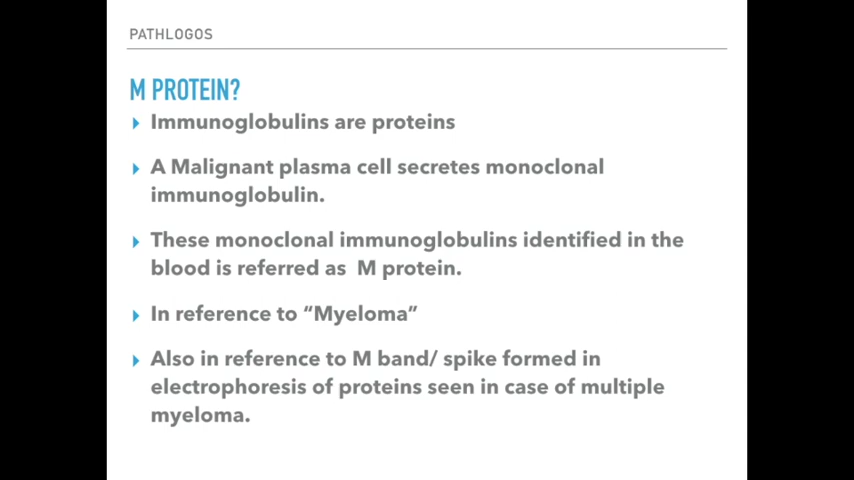 PATHLOGOS
M PROTEIN?
Immunoglobulins are proteins
A Malignant plasma cell secretes monoclonal
immunoglobulin.
These monoclonal immunoglobulins identified in the
blood is referred as M protein.
In reference to “Myeloma”
Also in reference to M band/ spike formed in
electrophoresis of proteins seen in case of multiple
myeloma.